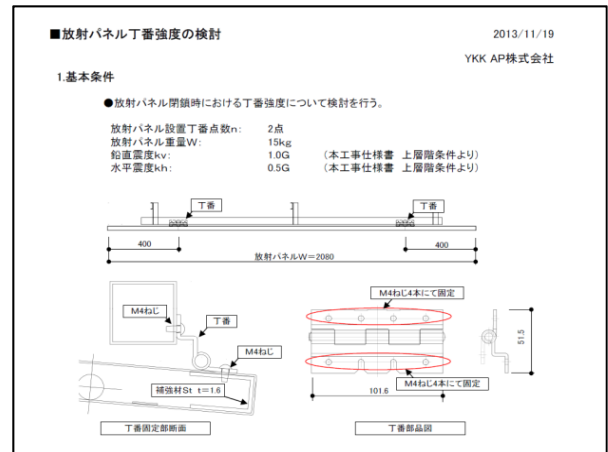 ■放射パネル丁番強度の検討
2013/11/19
YKK AP株式会社
1.基本条件
●放射パネル閉鎖時における丁番強度について検討を行う。
放射パネル設置丁番点数n: 2点
放射パネル重量W: 15kg
鉛直震度kv: 1.0G (本工事仕様書 上層階条件より)
水平震度kh: 0.5G (本工事仕様書 上層階条件より)
丁番 丁番
400 400
放射パネルW=2080
M4ねじ4本にて固定
M4ねじ
丁番
M4ねじ
51.5
補強材St t=1.6
101.6
M4ねじ4本にて固定
丁番固定部断面
丁番部品図